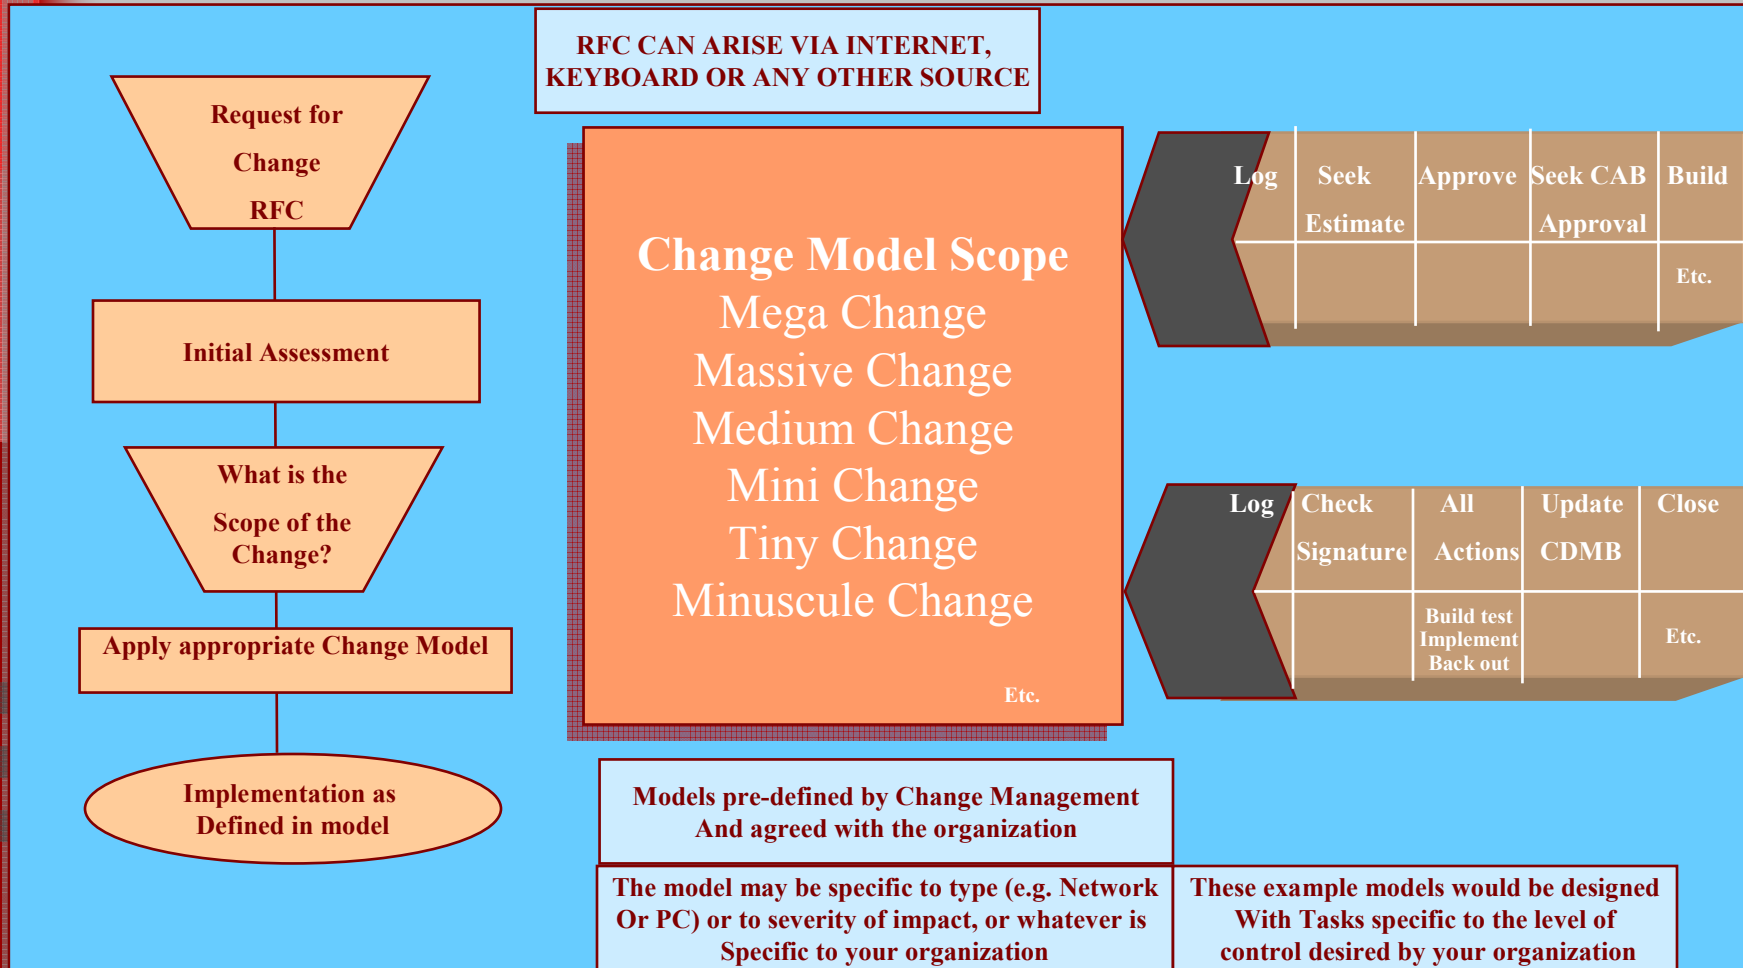 RFC CAN ARISE VIA INTERNET,
KEYBOARD OR ANY OTHER SOURCE
Request for
Change
RFC
Initial Assessment
What is the
Scope of the
Change?
Apply appropriate Change Model
Implementation as
Defined in model
Change Model Scope
Mega Change
Massive Change
Medium Change
Mini Change
Tiny Change
Minuscule Change
Etc.
Log Seek Approve Seek CAB Build
Estimate Approval
Etc.
Log Check All Update Close
Signature Actions CDMB
Build test
Implement Etc.
Back out
Models pre-defined by Change Management
And agreed with the organization
The model may be specific to type (e.g. Network
Or PC) or to severity of impact, or whatever is
Specific to your organization
These example models would be designed
With Tasks specific to the level of
control desired by your organization